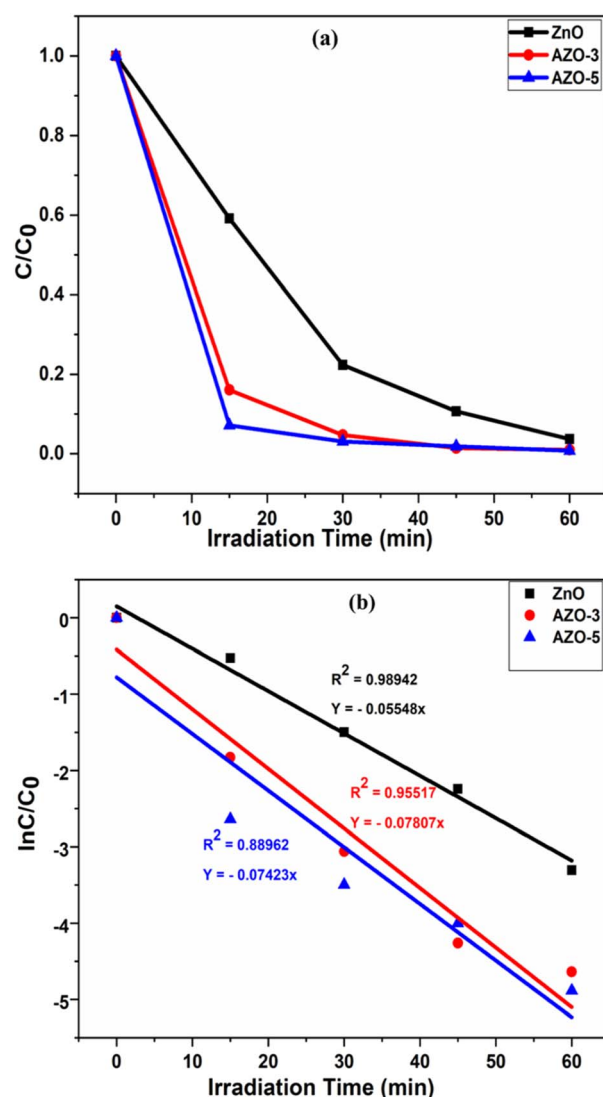 (a)
ZnO
AZO-3
AZO-5
1.0
0.8
0.6
0.4
0.2
0.0
C/C0
0 10 20 30 40 50 60
Irradiation Time (min)
(b)
ZnO
AZO-3
AZO-5
0
-1
-2
-3
-4
-5
lnC/C0
R2 = 0.98942
Y = - 0.05548x
R2 = 0.95517
Y = - 0.07807x
R2 = 0.88962
Y = - 0.07423x
0 10 20 30 40 50 60
Irradiation Time (min)